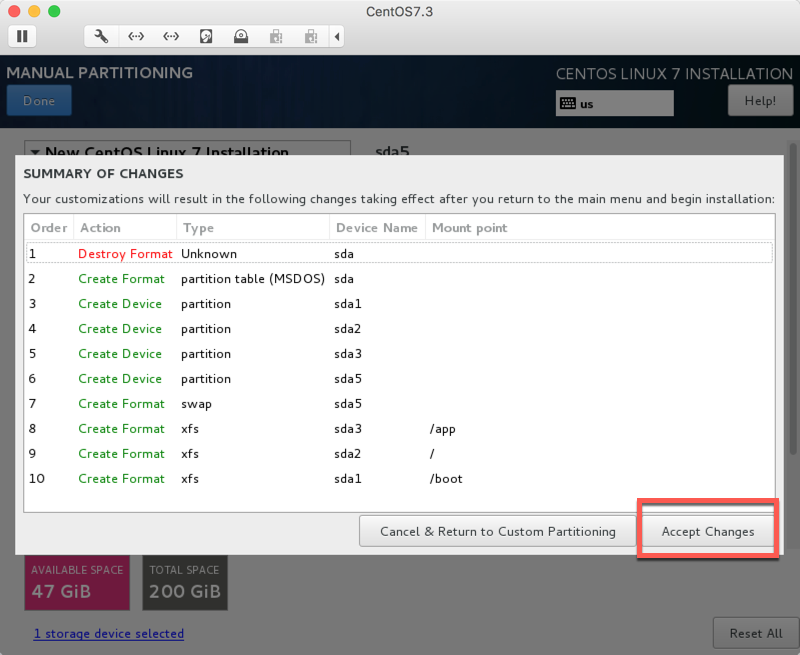 CentOS7.3
MANUAL PARTITIONING
CENTOS LINUX 7 INSTALLATION
Done
us
Help!
New CentOS Linux 7 Installation
sda5
SUMMARY OF CHANGES
Your customizations will result in the following changes taking effect after you return to the main menu and begin installation:
Order Action Type Device Name Mount point
1 Destroy Format Unknown sda
2 Create Format partition table (MSDOS) sda
3 Create Device partition sda1
4 Create Device partition sda2
5 Create Device partition sda3
6 Create Device partition sda5
7 Create Format swap sda5
8 Create Format xfs sda3 /app
9 Create Format xfs sda2 /
10 Create Format xfs sda1 /boot
Cancel & Return to Custom Partitioning
Accept Changes
AVAILABLE SPACE
47 GiB
TOTAL SPACE
200 GiB
1 storage device selected
Reset All